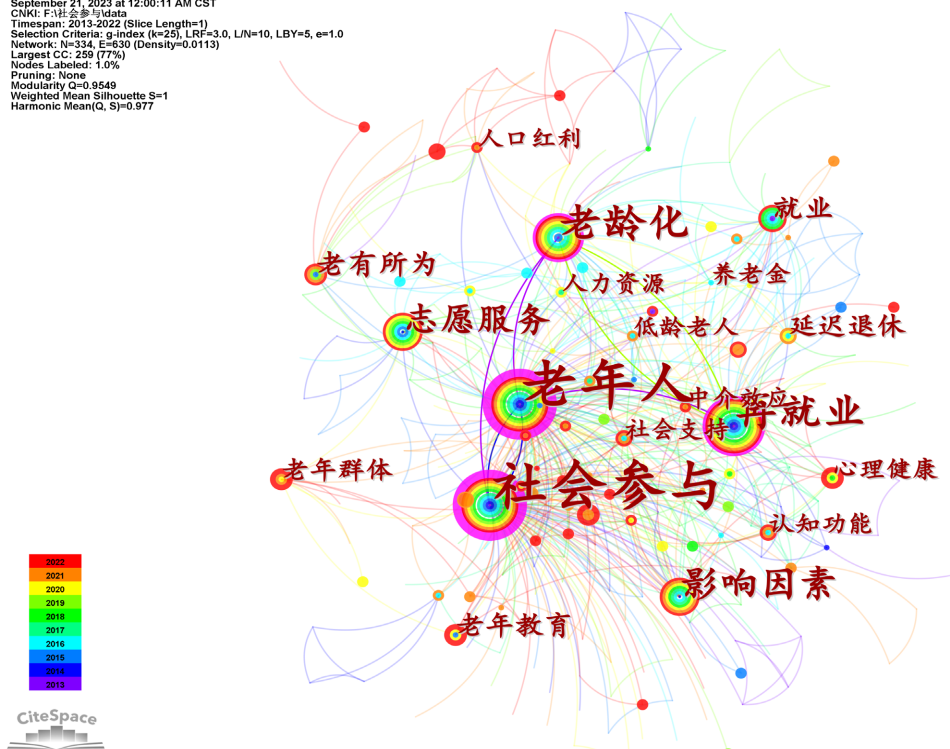 September 21, 2023 at 12:00:11 AM CST
CNKI: F:\社会参与\data
Timespan: 2013-2022 (Slice Length=1)
Selection Criteria: g-index (k=25), LRF=3.0, L/N=10, LBY=5, e=1.0
Network: N=334, E=630 (Density=0.0113)
Largest CC: 259 (77%)
Nodes Labeled: 1.0%
Pruning: None
Modularity Q=0.9549
Weighted Mean Silhouette S=1
Harmonic Mean(Q, S)=0.977
人口红利
老龄化
就业
老有所为
人力资源
养老金
志愿服务
低龄老人
延迟退休
老年人
中介效应
再就业
社会支持
老年群体
社会参与
心理健康
认知功能
影响因素
老年教育
2022
2021
2020
2019
2018
2017
2016
2015
2014
2013
CiteSpace